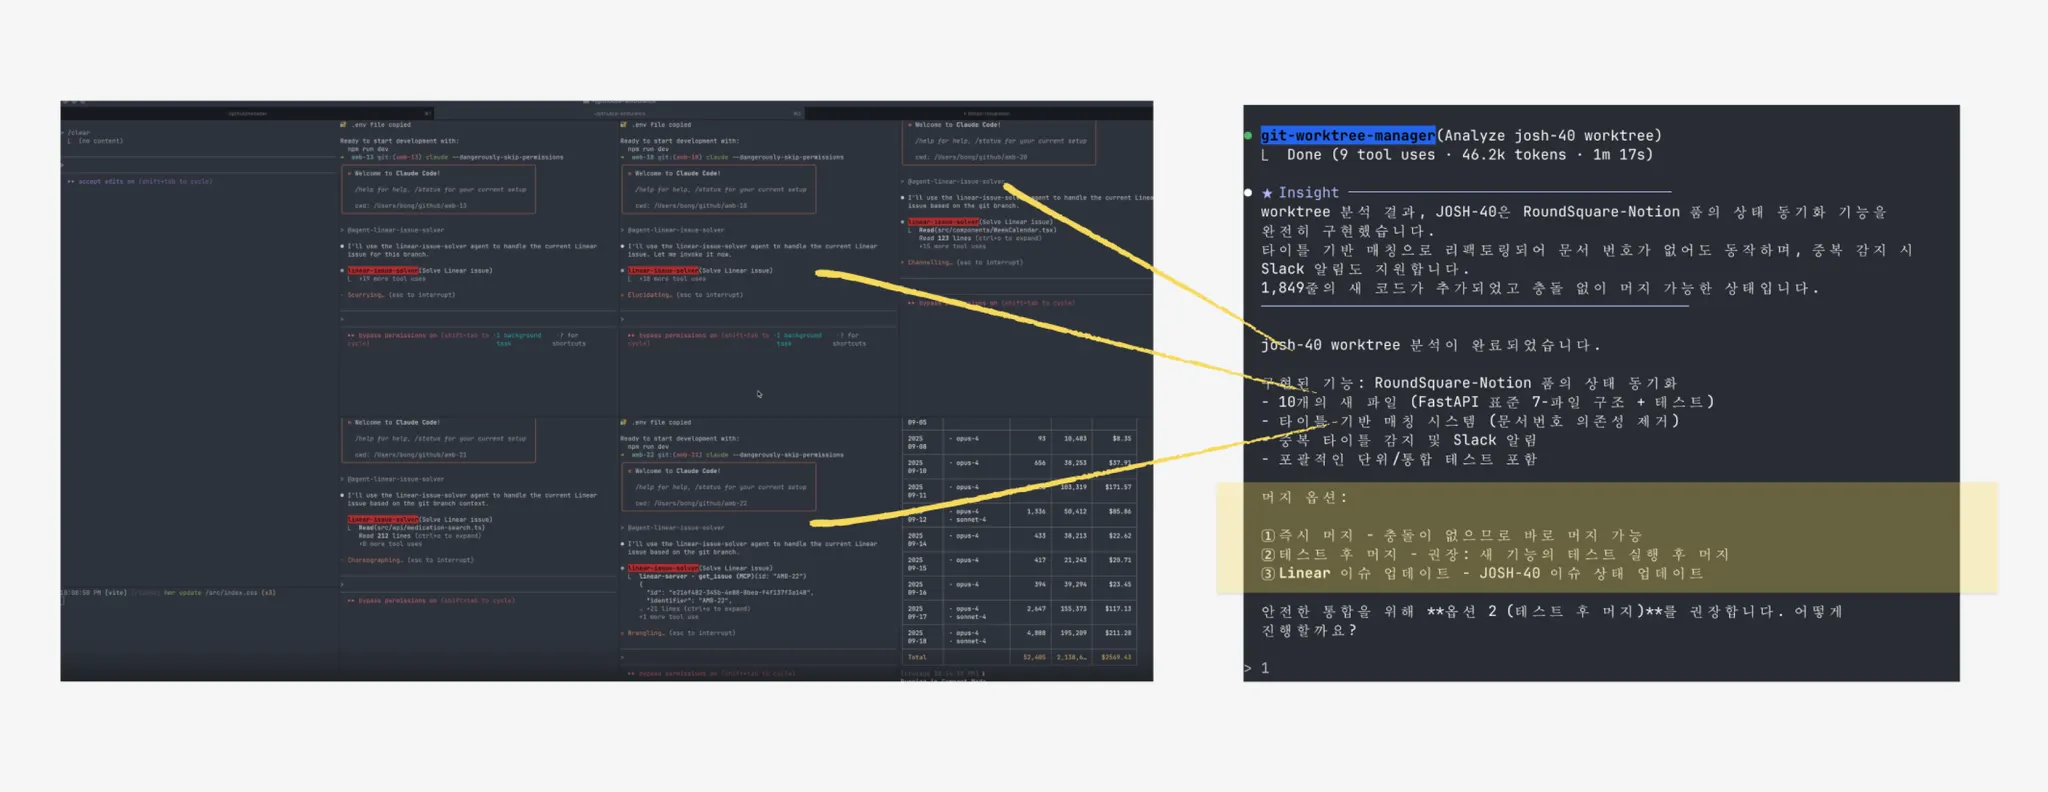 > /clear
(no content)
accept edits on (shift+tab to cycle)
10:00:58 PM [vite] hmr update /src/index.css (x3)
.env file copied
Ready to start development with:
npm run dev
→ amb-13 git:(amb-13) claude --dangerously-skip-permissions
Welcome to Claude Code!
/help for help, /status for your current setup
cwd: /Users/bong/github/amb-13
> @agent-linear-issue-solver
● I'll use the linear-issue-solver agent to handle the current Linear
issue for this branch.
linear-issue-solver(Solve Linear issue)
+19 more tool uses
Scurrying… (esc to interrupt)
>
bypass permissions on (shift+tab to cycle)
1 background task
for shortcuts
.env file copied
Ready to start development with:
npm run dev
→ amb-18 git:(amb-18) claude --dangerously-skip-permissions
Welcome to Claude Code!
/help for help, /status for your current setup
cwd: /Users/bong/github/amb-18
> @agent-linear-issue-solver
● I'll use the linear-issue-solver agent to handle the current Linear
issue. Let me invoke it now.
linear-issue-solver(Solve Linear issue)
+18 more tool uses
Elucidating… (esc to interrupt)
>
bypass permissions on (shift+tab to cycle)
1 background task
for shortcuts
Welcome to Claude Code!
/help for help, /status for your current setup
cwd: /Users/bong/github/amb-20
> @agent-linear-issue-solver
● I'll use the linear-issue-solver agent to handle the current Linea
issue based on the git branch.
linear-issue-solver(Solve Linear issue)
Read(src/components/WeekCalendar.tsx)
Read 123 lines (ctrl+o to expand)
+15 more tool uses
Channelling… (esc to interrupt)
bypass permissions on (shift+tab to cycle)
Welcome to Claude Code!
/help for help, /status for your current setup
cwd: /Users/bong/github/amb-21
> @agent-linear-issue-solver
● I'll use the linear-issue-solver agent to handle the current Linear
issue based on the git branch context.
linear-issue-solver(Solve Linear issue)
Read(src/api/medication-search.ts)
Read 212 lines (ctrl+o to expand)
+8 more tool uses
Choreographing… (esc to interrupt)
>
bypass permissions on (shift+tab to cycle)
.env file copied
Ready to start development with:
npm run dev
→ amb-22 git:(amb-22) claude --dangerously-skip-permissions
Welcome to Claude Code!
/help for help, /status for your current setup
cwd: /Users/bong/github/amb-22
> @agent-linear-issue-solver
● I'll use the linear-issue-solver agent to handle the current Linear
issue based on the git branch.
linear-issue-solver(Solve Linear issue)
linear-server - get_issue (MCP)(id: "AMB-22")
{
"id":
"identifier": "AMB-22",
… +21 lines (ctrl+o to expand)
+1 more tool use
Wrangling… (esc to interrupt)
>
bypass permissions on (shift+tab to cycle)
09-05
2025 09-08 - opus-4 93 10,483 $8.35
2025 09-10 - opus-4 656 38,253 $37.91
2025 09-11 - opus-4 103,319 $171.57
2025 09-12 - opus-4 - sonnet-4 1,336 50,412 $85.86
2025 09-14 - opus-4 433 38,213 $22.62
2025 09-15 - opus-4 417 21,243 $20.71
2025 09-16 - opus-4 394 39,294 $23.45
2025 09-17 - opus-4 - sonnet-4 2,647 155,373 $117.13
2025 09-18 - opus-4 - sonnet-4 4,888 195,209 $211.28
Total 52,405 2,130,4… $2569.43
git-worktree-manager(Analyze josh-40 worktree)
Done (9 tool uses · 46.2k tokens · 1m 17s)
★ Insight
worktree 분석 결과, JOSH-40은 RoundSquare-Notion 품의 상태 동기화 기능을
완전히 구현했습니다.
타이틀 기반 매칭으로 리팩토링되어 문서 번호가 없어도 동작하며, 중복 감지 시
Slack 알림도 지원합니다.
1,849줄의 새 코드가 추가되었고 충돌 없이 머지 가능한 상태입니다.
josh-40 worktree 분석이 완료되었습니다.
구현된 기능: RoundSquare-Notion 품의 상태 동기화
- 10개의 새 파일 (FastAPI 표준 7-파일 구조 + 테스트)
- 타이틀 기반 매칭 시스템 (문서번호 의존성 제거)
- 중복 타이틀 감지 및 Slack 알림
- 포괄적인 단위/통합 테스트 포함
머지 옵션:
① 즉시 머지 - 충돌이 없으므로 바로 머지 가능
② 테스트 후 머지 - 권장: 새 기능의 테스트 실행 후 머지
③ Linear 이슈 업데이트 - JOSH-40 이슈 상태 업데이트
안전한 통합을 위해 **옵션 2 (테스트 후 머지)**를 권장합니다. 어떻게
진행할까요?
> 1